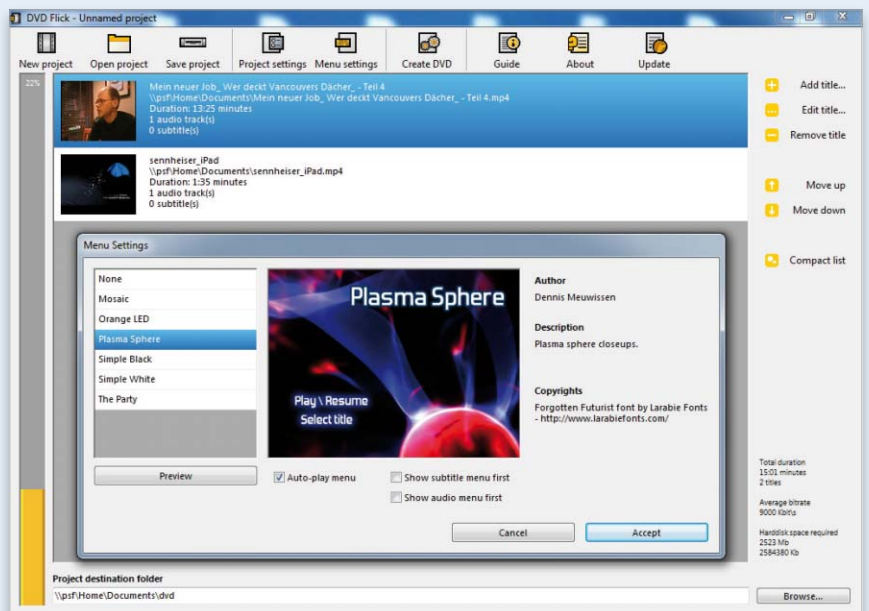 DVD Flick - Unnamed project
New project Open project Save project Project settings Menu settings Create DVD Guide About Update
22%
Mein neuer Job_ Wer deckt Vancouvers Dächer_ - Teil 4
\\psf\Home\Documents\Mein neuer Job_ Wer deckt Vancouvers Dächer_ - Teil 4.mp4
Duration: 13:25 minutes
1 audio track(s)
0 subtitle(s)
sennheiser_iPad
\\psf\Home\Documents\sennheiser_iPad.mp4
Duration: 1:35 minutes
1 audio track(s)
0 subtitle(s)
Add title...
Edit title...
Remove title
Move up
Move down
Compact list
Menu Settings
None
Mosaic
Orange LED
Plasma Sphere
Simple Black
Simple White
The Party
Preview
Plasma Sphere
Play \ Resume
Select title
Auto-play menu
Show subtitle menu first
Show audio menu first
Author
Dennis Meuwissen
Description
Plasma sphere closeups.
Copyrights
Forgotten Futurist font by Larabie Fonts
- http://www.larabiefonts.com/
Cancel
Accept
Total duration
15:01 minutes
2 titles
Average bitrate
9000 Kbit\s
Harddisk space required
2523 Mb
2584380 Kb
Project destination folder
\\psf\Home\Documents\dvd
Browse...